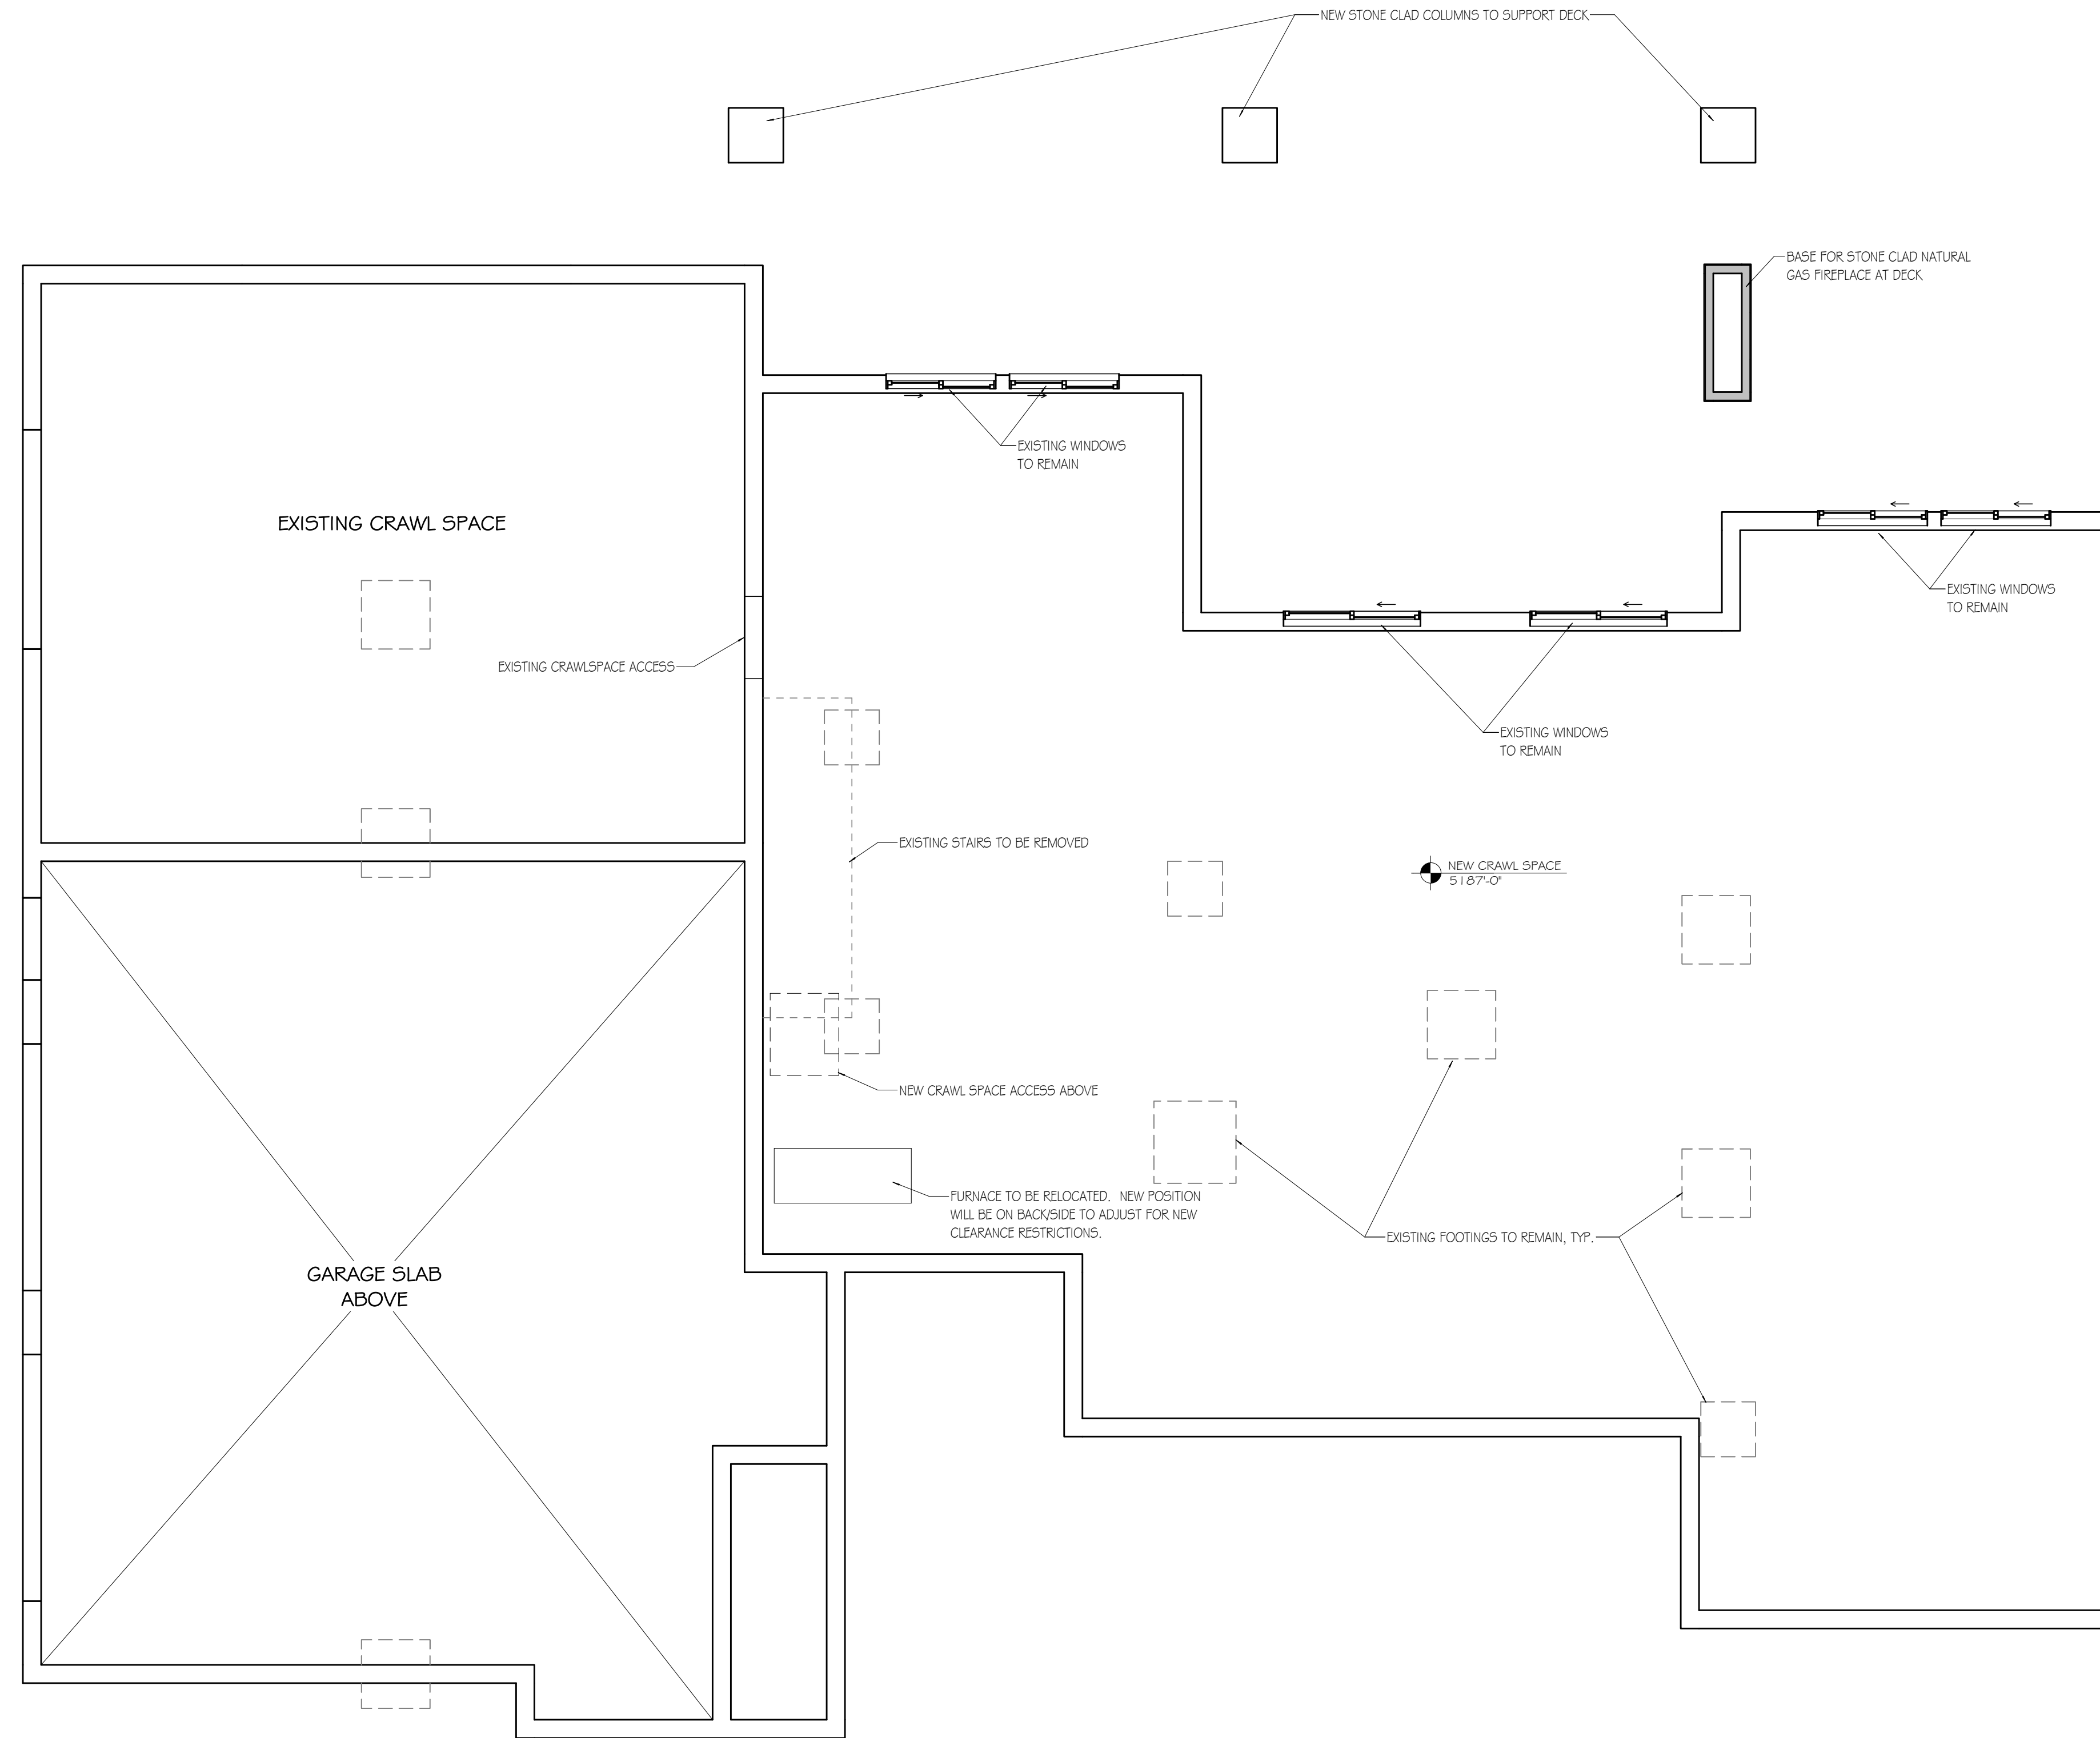 NEW STONE CLAD COLUMNS TO SUPPORT DECK
BASE FOR STONE CLAD NATURAL
GAS FIREPLACE AT DECK
EXISTING WINDOWS
TO REMAIN
EXISTING CRAWL SPACE
EXISTING WINDOWS
TO REMAIN
EXISTING CRAWLSPACE ACCESS
EXISTING WINDOWS
TO REMAIN
EXISTING STAIRS TO BE REMOVED
NEW CRAWL SPACE
5187'-0"
NEW CRAWL SPACE ACCESS ABOVE
FURNACE TO BE RELOCATED. NEW POSITION
WILL BE ON BACK/SIDE TO ADJUST FOR NEW
CLEARANCE RESTRICTIONS.
EXISTING FOOTINGS TO REMAIN, TYP.
GARAGE SLAB
ABOVE